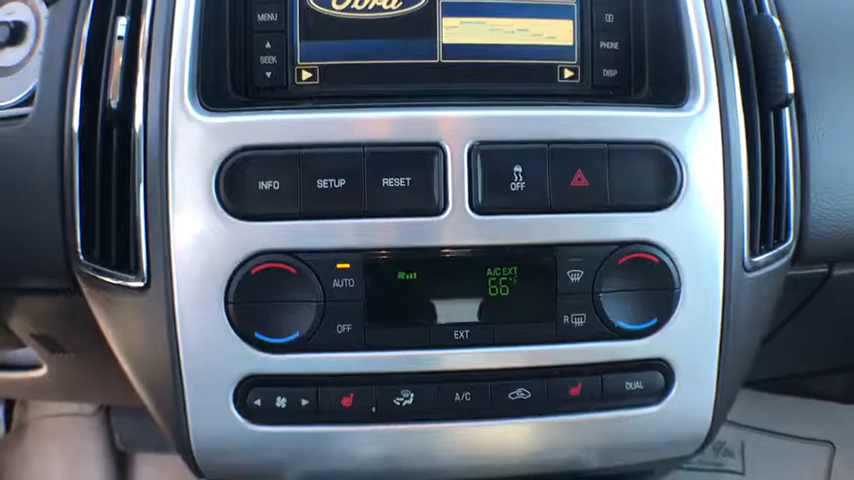 MENU
Ford
SEEK
PHONE
DISP
INFO
SETUP
RESET
OFF
AUTO
A/C EXT
66°F
OFF
EXT
R
A/C
DUAL